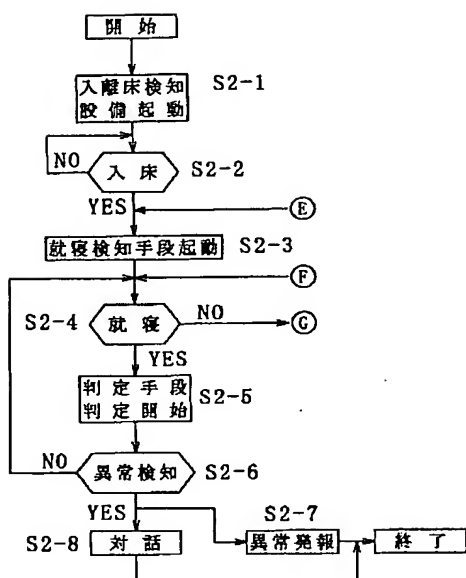 開始
入離床検知
設備起動
S2-1
NO
入床
S2-2
YES
E
就寝検知手段起動
S2-3
F
S2-4
就寝
NO
G
YES
判定手段
判定開始
S2-5
NO
異常検知
S2-6
YES
S2-7
S2-8
対話
異常発報
終了